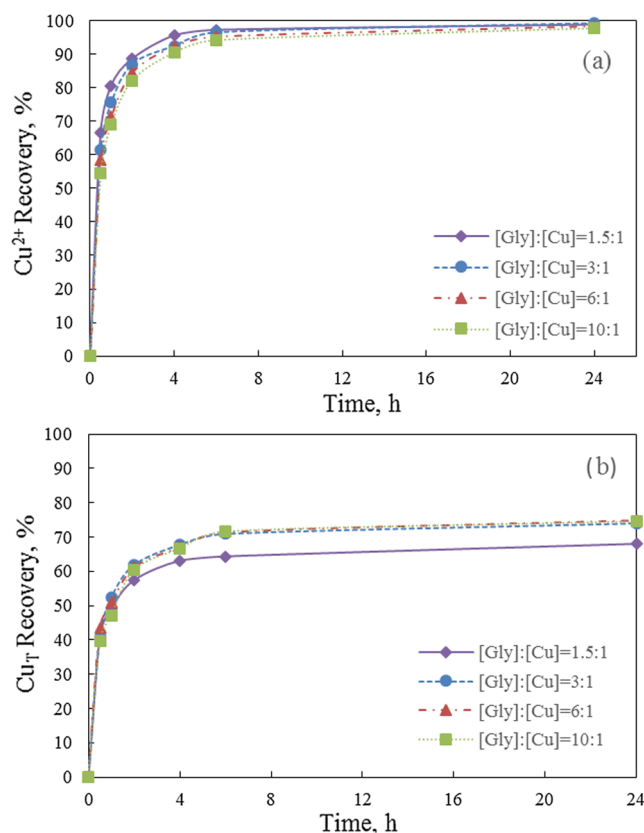 100
90
80
70
60
50
40
30
20
10
0
Cu²⁺ Recovery, %
(a)
[Gly]:[Cu]=1.5:1
[Gly]:[Cu]=3:1
[Gly]:[Cu]=6:1
[Gly]:[Cu]=10:1
0 4 8 12 16 20 24
Time, h
100
90
80
70
60
50
40
30
20
10
0
Cu_T Recovery, %
(b)
[Gly]:[Cu]=1.5:1
[Gly]:[Cu]=3:1
[Gly]:[Cu]=6:1
[Gly]:[Cu]=10:1
0 4 8 12 16 20 24
Time, h